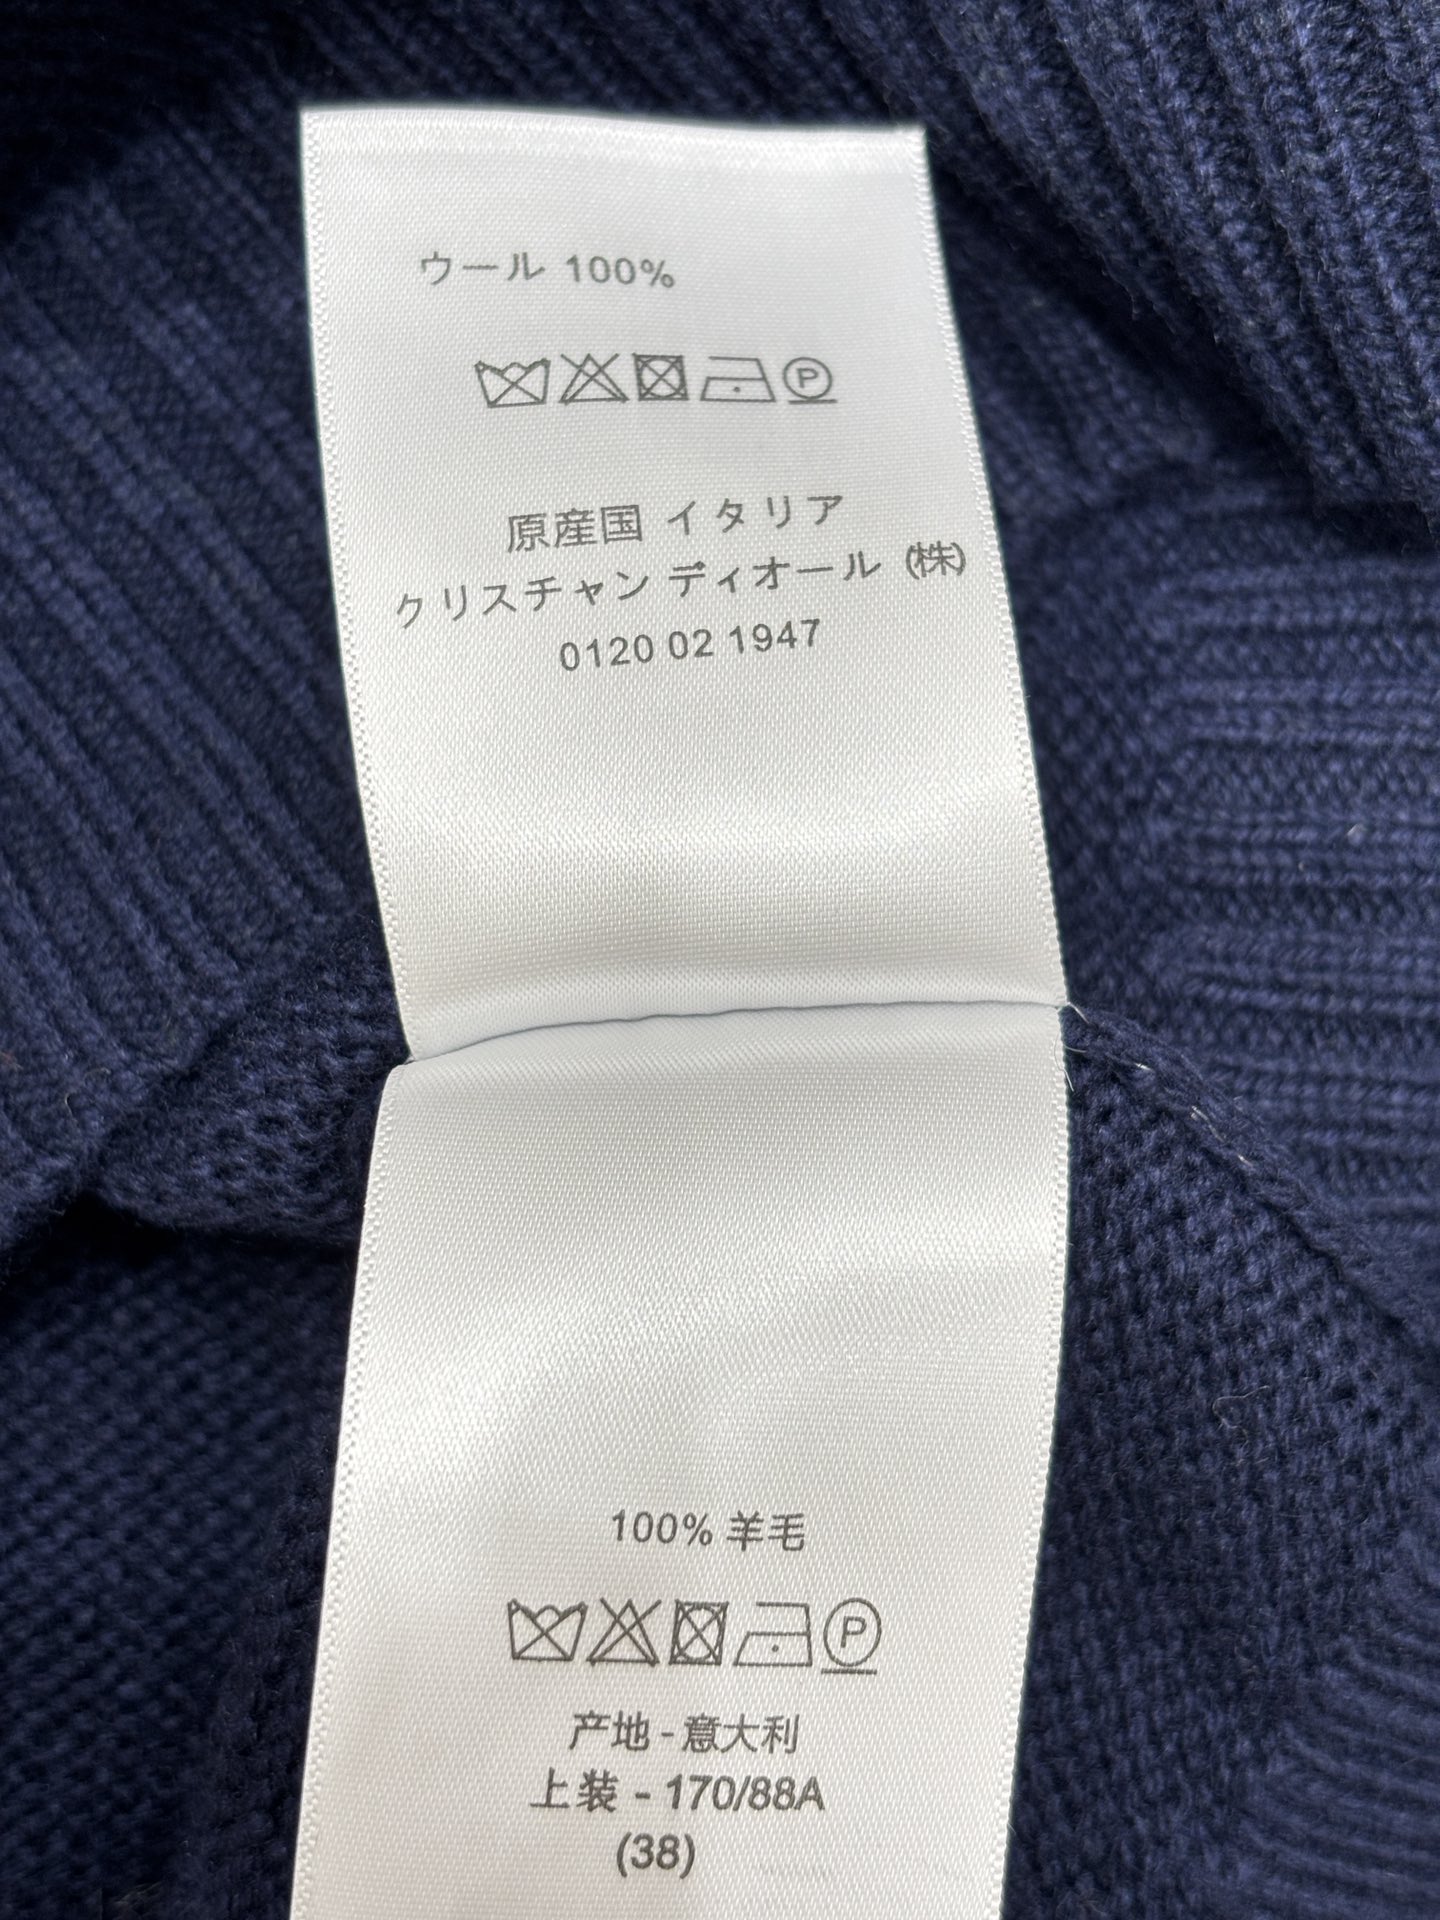 ウール 100%
P
原産国 イタリア
クリスチャン ディオール (株)
0120 02 1947
100% 羊毛
P
产地 - 意大利
上装 - 170/88A
(38)